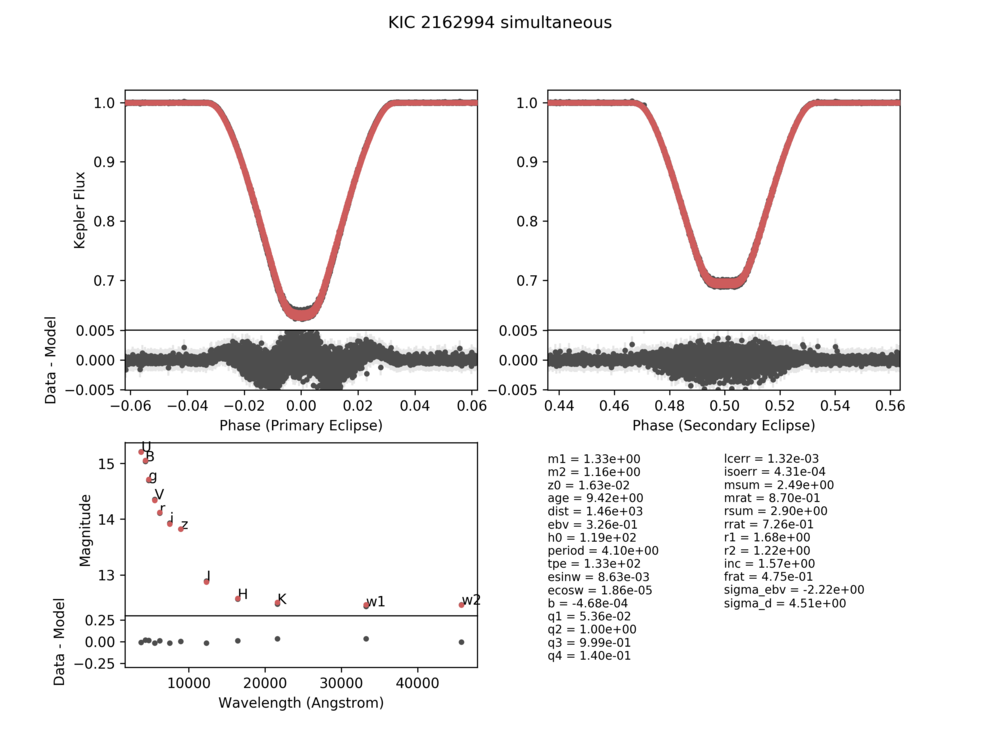 KIC 2162994 simultaneous
Kepler Flux
1.0
0.9
0.8
0.7
Data - Model
0.005
0.000
−0.005
−0.06 −0.04 −0.02 0.00 0.02 0.04 0.06
Phase (Primary Eclipse)
0.005
0.000
−0.005
0.44 0.46 0.48 0.50 0.52 0.54 0.56
Phase (Secondary Eclipse)
Magnitude
15
14
13
U
B
g
V
r
i
z
J
H
K
w1
w2
Data - Model
0.25
0.00
−0.25
10000 20000 30000 40000
Wavelength (Angstrom)
m1 = 1.33e+00
m2 = 1.16e+00
z0 = 1.63e-02
age = 9.42e+00
dist = 1.46e+03
ebv = 3.26e-01
h0 = 1.19e+02
period = 4.10e+00
tpe = 1.33e+02
esinw = 8.63e-03
ecosw = 1.86e-05
b = -4.68e-04
q1 = 5.36e-02
q2 = 1.00e+00
q3 = 9.99e-01
q4 = 1.40e-01
lcerr = 1.32e-03
isoerr = 4.31e-04
msum = 2.49e+00
mrat = 8.70e-01
rsum = 2.90e+00
rrat = 7.26e-01
r1 = 1.68e+00
r2 = 1.22e+00
inc = 1.57e+00
frat = 4.75e-01
sigma_ebv = -2.22e+00
sigma_d = 4.51e+00